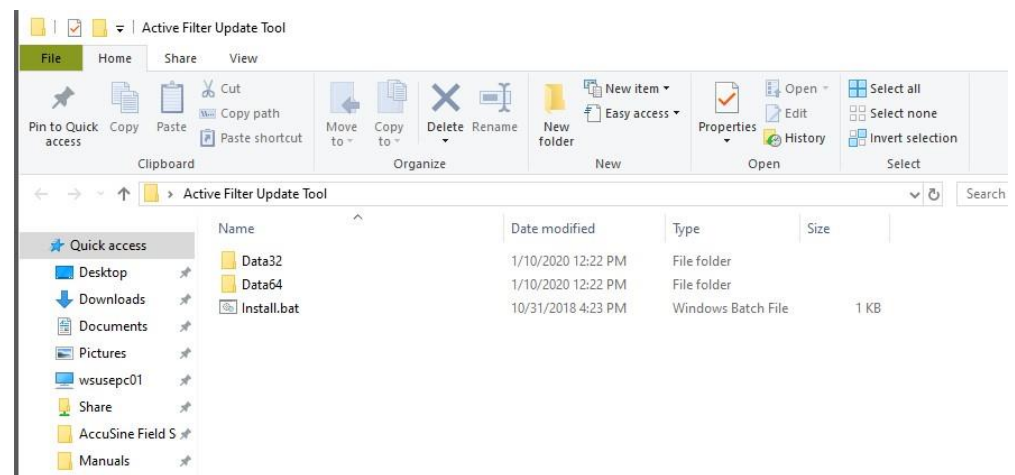 Active Filter Update Tool
File Home Share View
Pin to Quick access Copy Paste Cut Copy path Paste shortcut Move to Copy to Delete Rename New folder New item Easy access Properties Open Edit History Select all Select none Invert selection
Clipboard Organize New Open Select
Active Filter Update Tool Search
Name Date modified Type Size
Quick access
Data32 1/10/2020 12:22 PM File folder
Desktop
Data64 1/10/2020 12:22 PM File folder
Downloads
Install.bat 10/31/2018 4:23 PM Windows Batch File 1 KB
Documents
Pictures
wsusepc01
Share
AccuSine Field S
Manuals